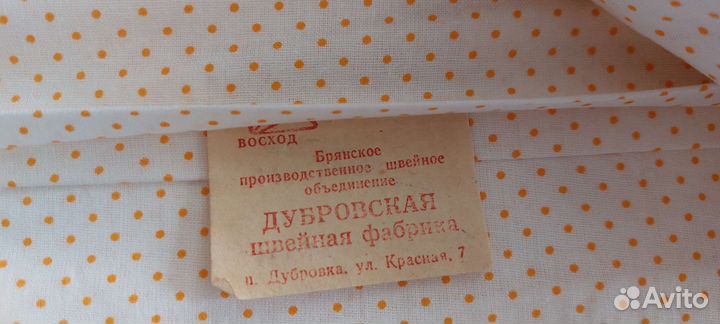 ВОСХОД
Брянское
производственное швейное
объединение
ДУБРОВСКАЯ
швейная фабрика
п. Дубровка, ул. Красная, 7
Avito